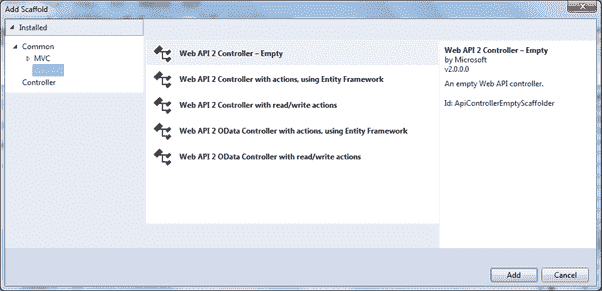 Add Scaffold
Installed
Common
MVC
Controller
Web API 2 Controller – Empty
Web API 2 Controller with actions, using Entity Framework
Web API 2 Controller with read/write actions
Web API 2 OData Controller with actions, using Entity Framework
Web API 2 OData Controller with read/write actions
Web API 2 Controller – Empty
by Microsoft
v2.0.0.0
An empty Web API controller.
Id: ApiControllerEmptyScaffolder
Add
Cancel